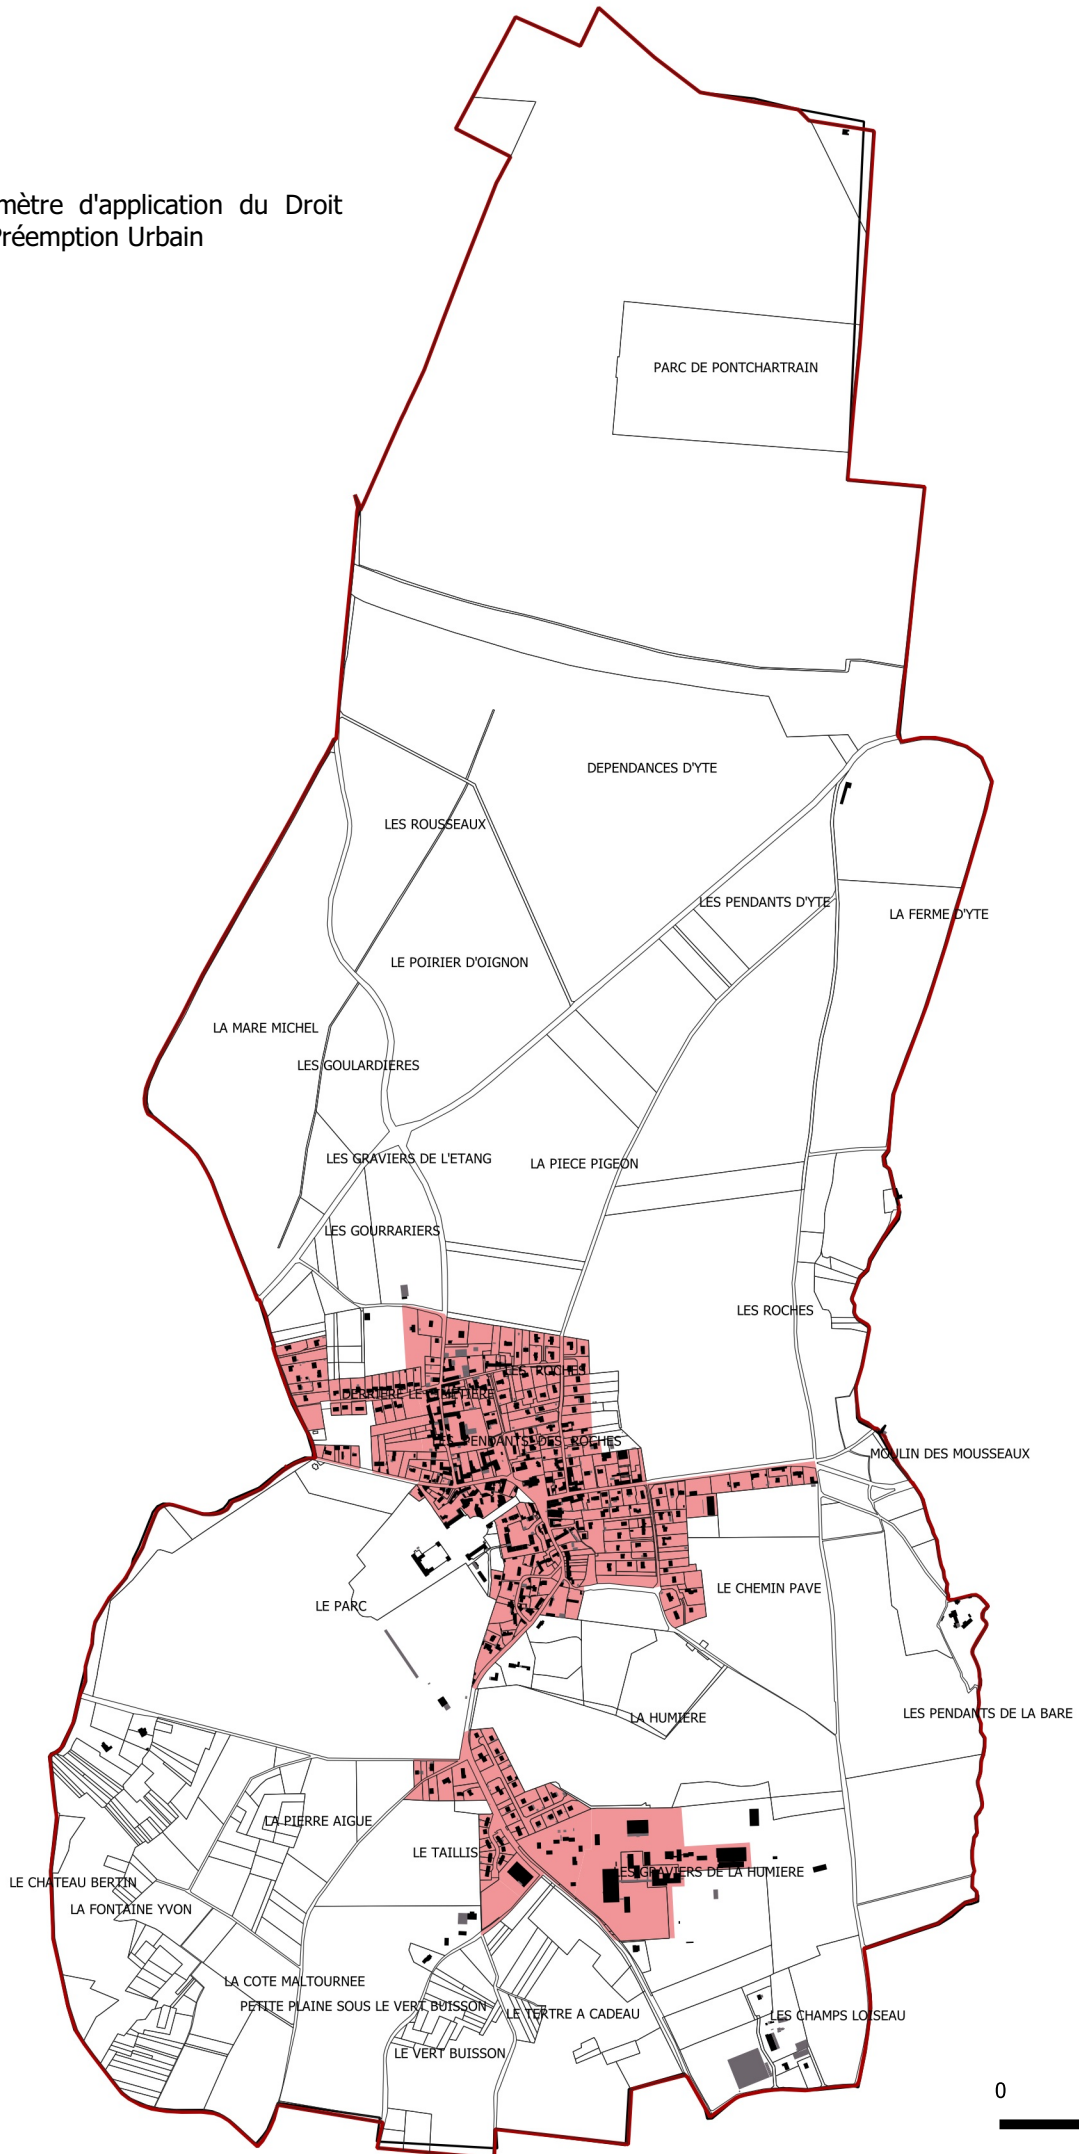 mètre d'application du Droit
Préemption Urbain
PARC DE PONTCHARTRAIN
DEPENDANCES D'YTE
LES ROUSSEAUX
LES PENDANTS D'YTE
LA FERME D'YTE
LE POIRIER D'OIGNON
LA MARE MICHEL
LES GOULARDIERES
LES GRAVIERS DE L'ETANG
LA PIECE PIGEON
LES GOURRARIERS
LES ROCHES
LES ROCHES
DERRIERE LE CIMETIERE
LES PENDANTS DES ROCHES
MOULIN DES MOUSSEAUX
LE CHEMIN PAVE
LE PARC
LES PENDANTS DE LA BARE
LA HUMIERE
LA PIERRE AIGUE
LE TAILLIS
LES GRAVIERS DE LA HUMIERE
LE CHATEAU BERTIN
LA FONTAINE YVON
LA COTE MALTOURNEE
PETITE PLAINE SOUS LE VERT BUISSON
LE TERTRE A CADEAU
LES CHAMPS LOISEAU
LE VERT BUISSON
0